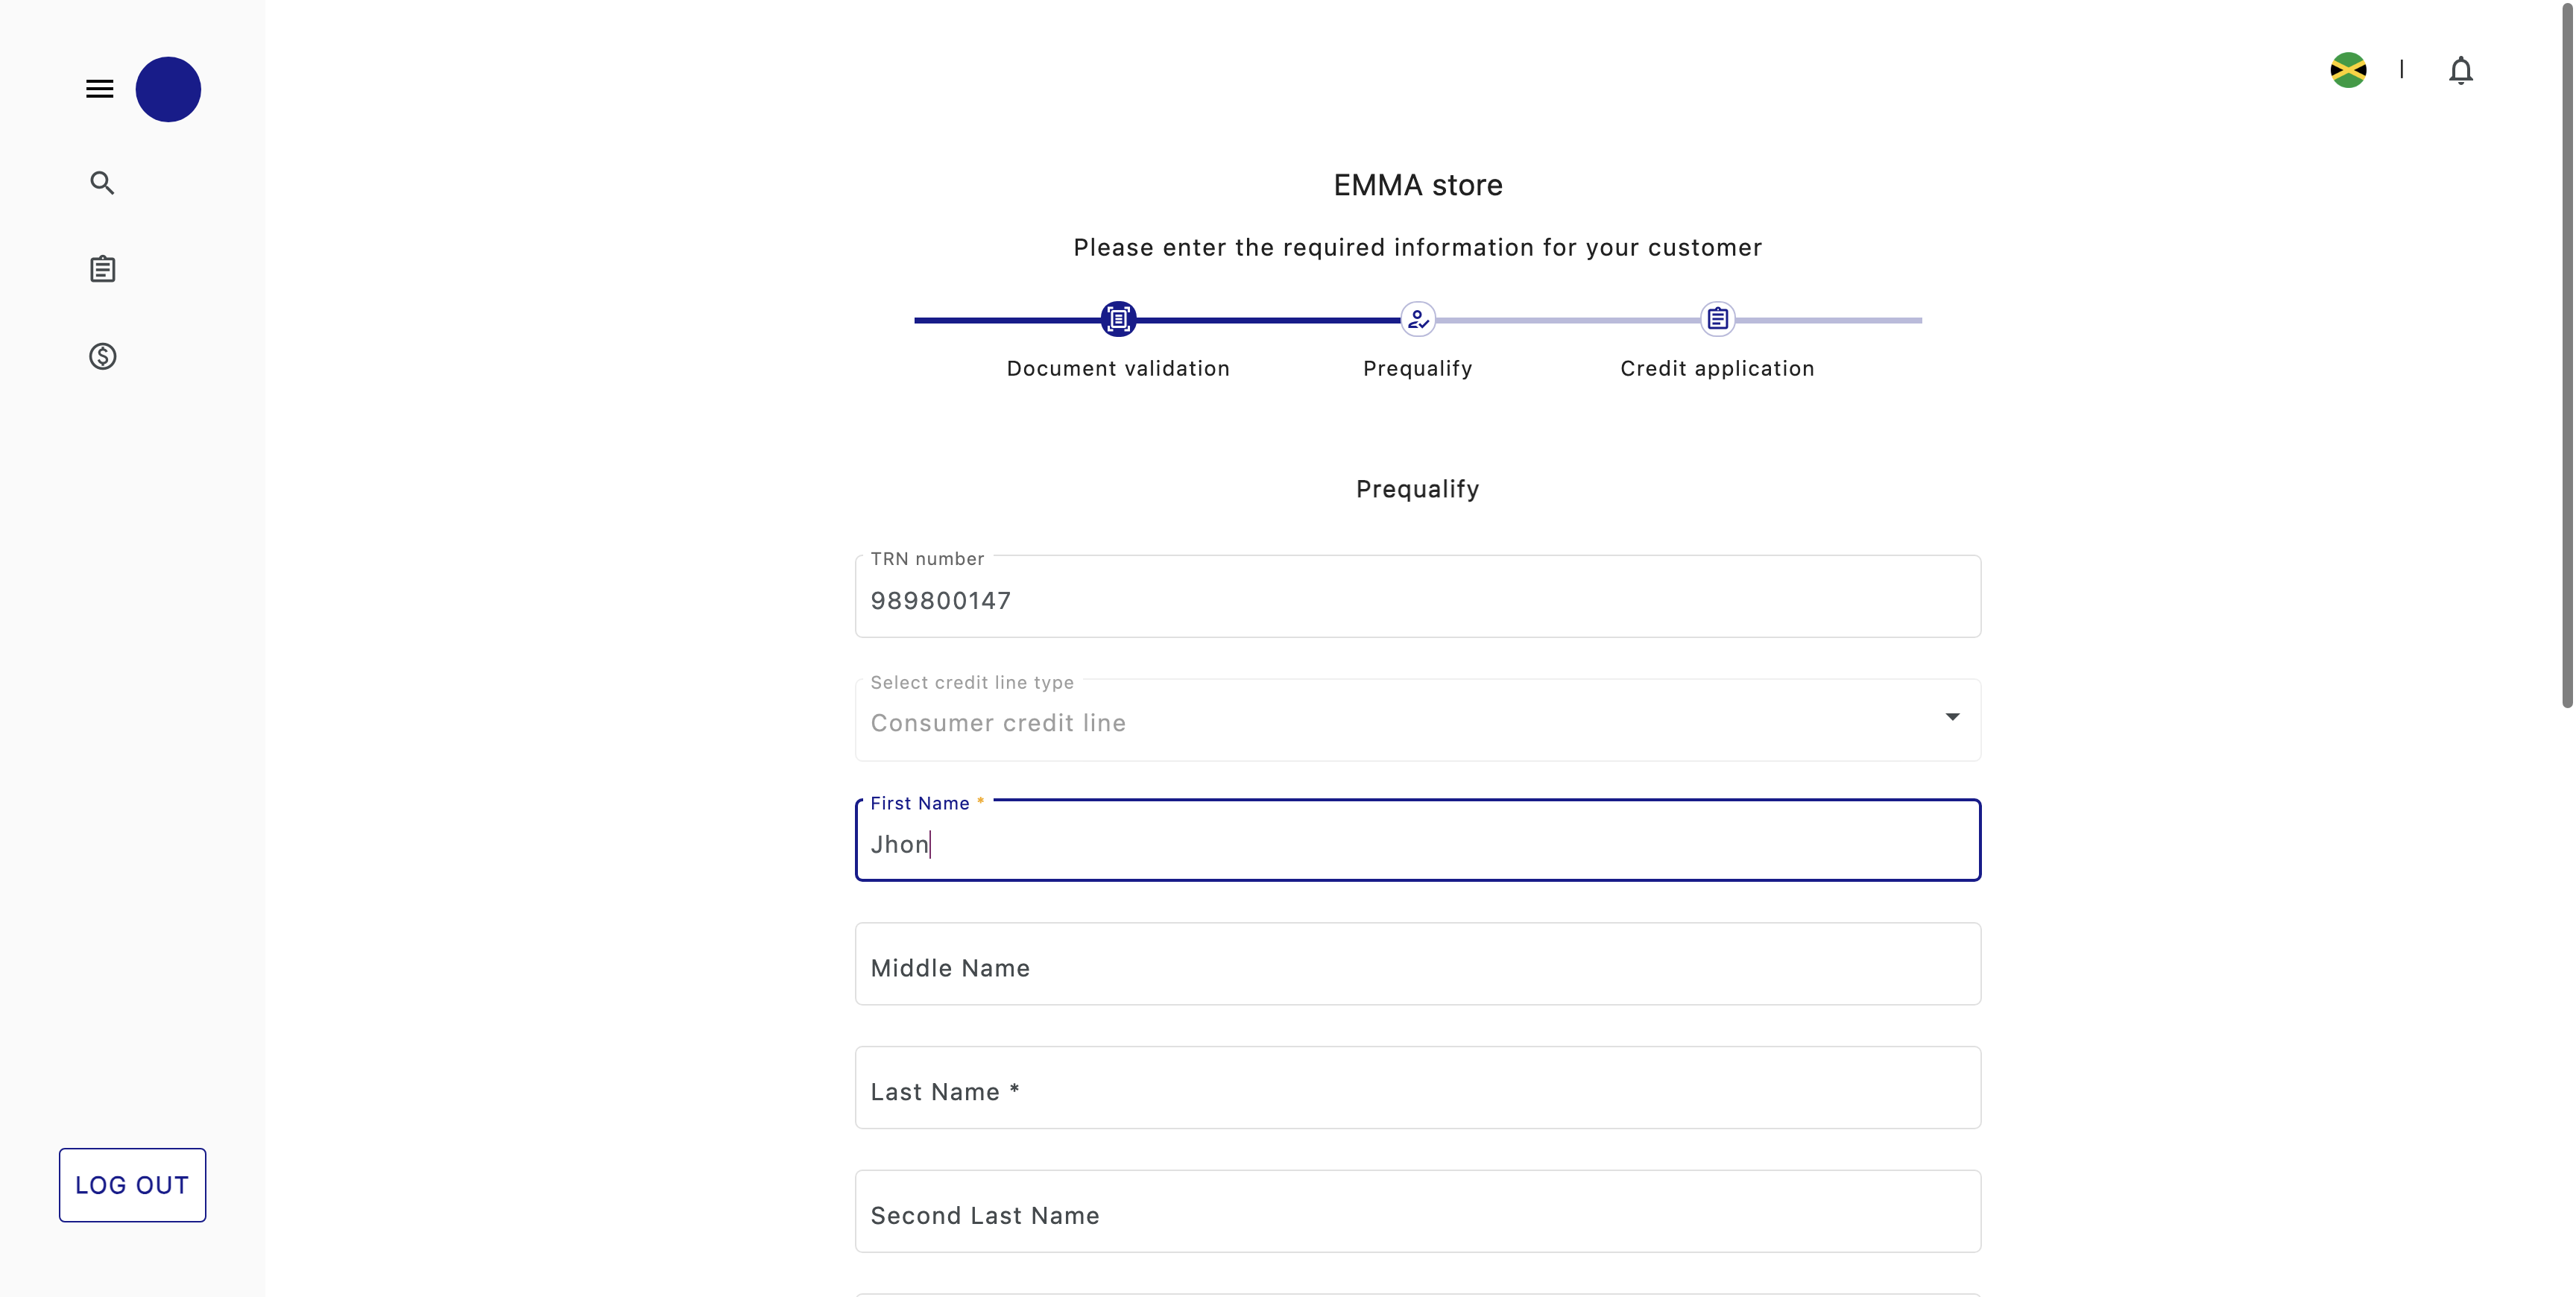 EMMA store
Please enter the required information for your customer
Document validation
Prequalify
Credit application
Prequalify
TRN number
989800147
Select credit line type
Consumer credit line
First Name *
Jhon
Middle Name
Last Name *
Second Last Name
LOG OUT